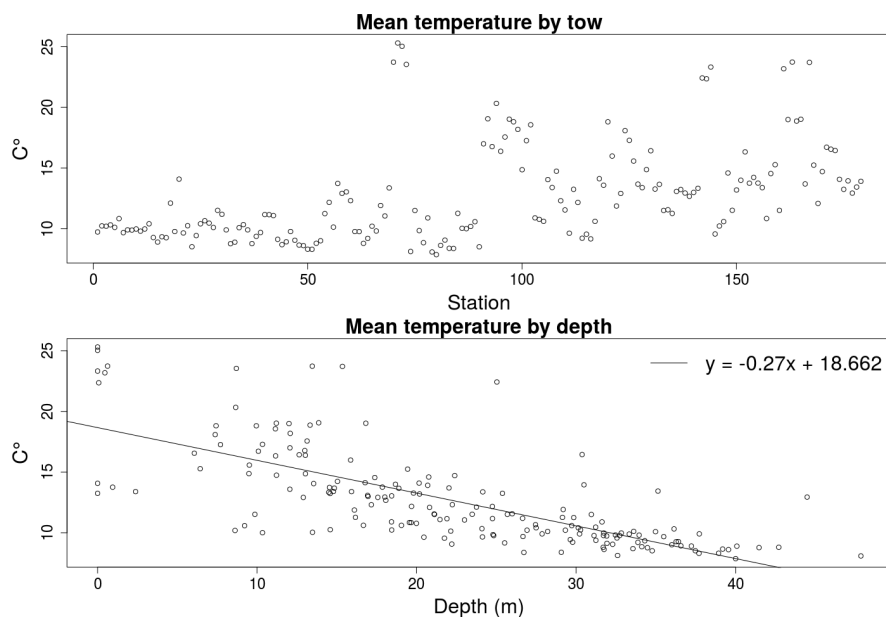 Mean temperature by tow
25
20
15
10
C°
0
50
100
150
Station
Mean temperature by depth
y = -0.27x + 18.662
25
20
15
10
C°
0
10
20
30
40
Depth (m)